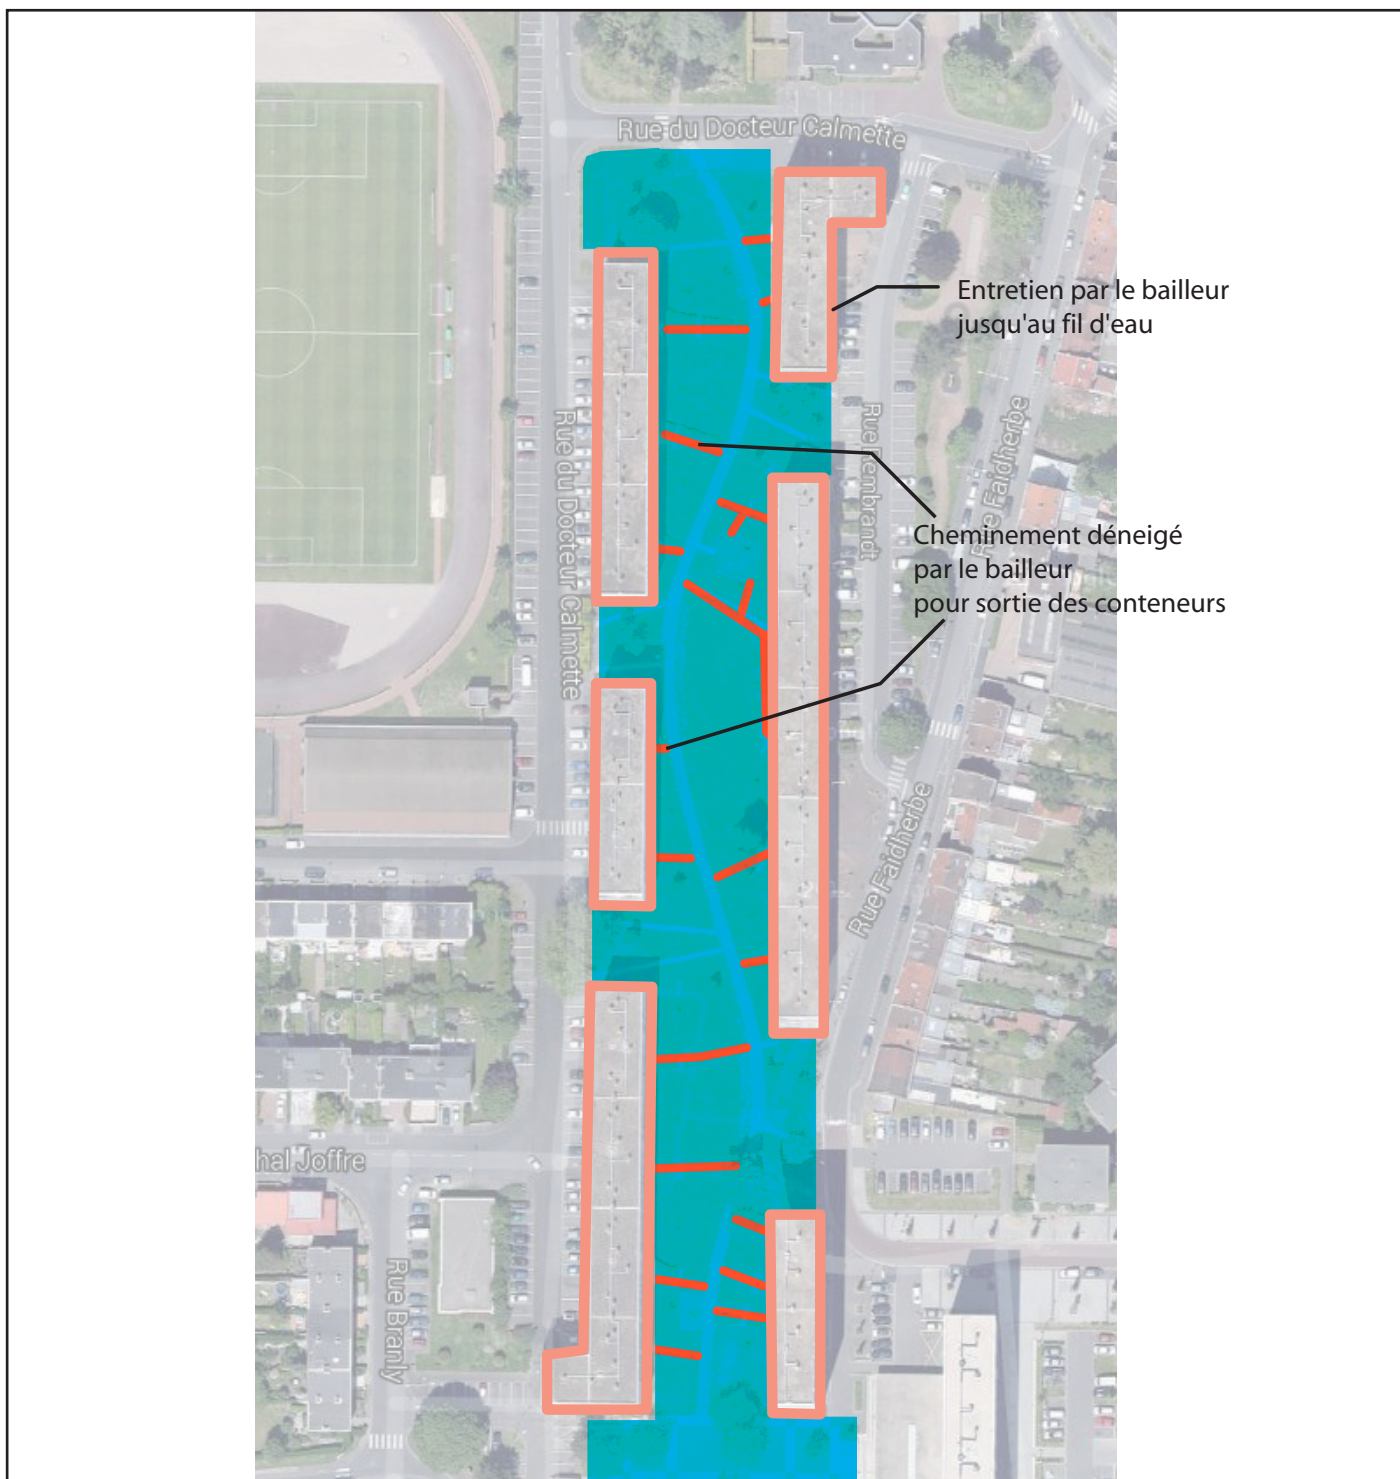 Rue du Docteur Calmette
Entretien par le bailleur
jusqu'au fil d'eau
Rue du Docteur Calmette
Rue Rembrandt
Rue Faidherbe
Cheminement déneigé
par le bailleur
pour sortie des conteneurs
Rue Faidherbe
hal Joffre
Rue Branly